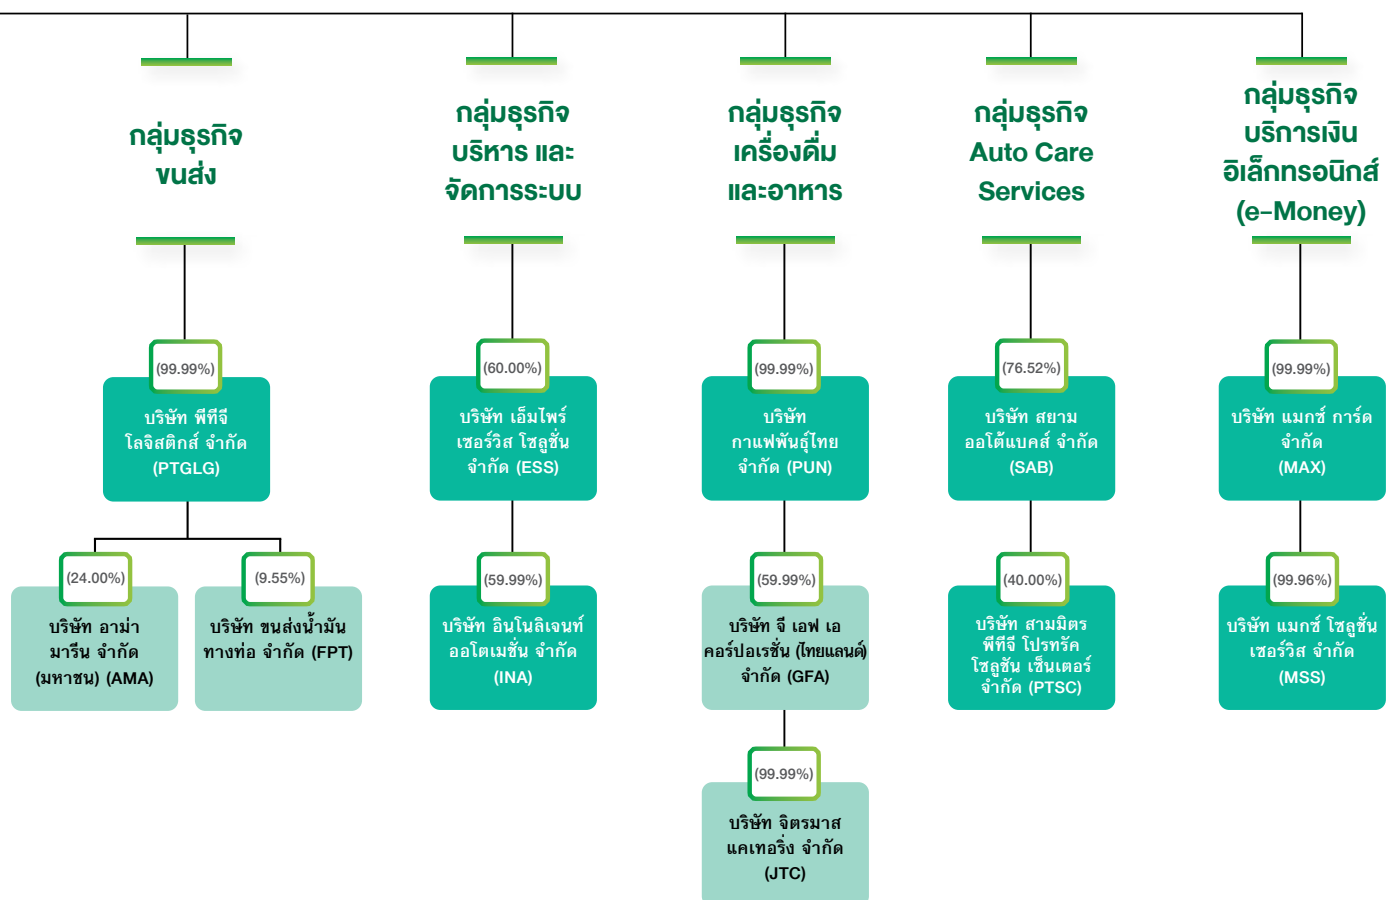 กลุ่มธุรกิจ
ขนส่ง
(99.99%)
บริษัท พีทีจี
โลจิสติกส์ จำกัด
(PTGLG)
(24.00%)
บริษัท อาม่า
มารีน จำกัด
(มหาชน) (AMA)
(9.55%)
บริษัท ขนส่งน้ำมัน
ทางท่อ จำกัด (FPT)
กลุ่มธุรกิจ
บริหาร และ
จัดการระบบ
(60.00%)
บริษัท เอ็มไพร์
เซอร์วิส โซลูชั่น
จำกัด (ESS)
(59.99%)
บริษัท อินโนลิเจนท์
ออโตเมชั่น จำกัด
(INA)
กลุ่มธุรกิจ
เครื่องดื่ม
และอาหาร
(99.99%)
บริษัท
กาแฟพันธุ์ไทย
จำกัด (PUN)
(59.99%)
บริษัท จี เอฟ เอ
คอร์ปอเรชั่น (ไทยแลนด์)
จำกัด (GFA)
(99.99%)
บริษัท จิตรมาส
แคเทอริ่ง จำกัด
(JTC)
กลุ่มธุรกิจ
Auto Care
Services
(76.52%)
บริษัท สยาม
ออโต้แบคส์ จำกัด
(SAB)
(40.00%)
บริษัท สามมิตร
พีทีจี โปรทรัค
โซลูชัน เซ็นเตอร์
จำกัด (PTSC)
กลุ่มธุรกิจ
บริการเงิน
อิเล็กทรอนิกส์
(e-Money)
(99.99%)
บริษัท แมกซ์ การ์ด
จำกัด
(MAX)
(99.96%)
บริษัท แมกซ์ โซลูชั่น
เซอร์วิส จำกัด
(MSS)